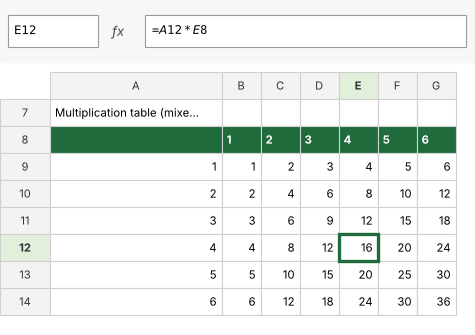 E12 fx =A12*E8
A B C D E F G
7 Multiplication table (mixe...
8 1 2 3 4 5 6
9 1 1 2 3 4 5 6
10 2 2 4 6 8 10 12
11 3 3 6 9 12 15 18
12 4 4 8 12 16 20 24
13 5 5 10 15 20 25 30
14 6 6 12 18 24 30 36